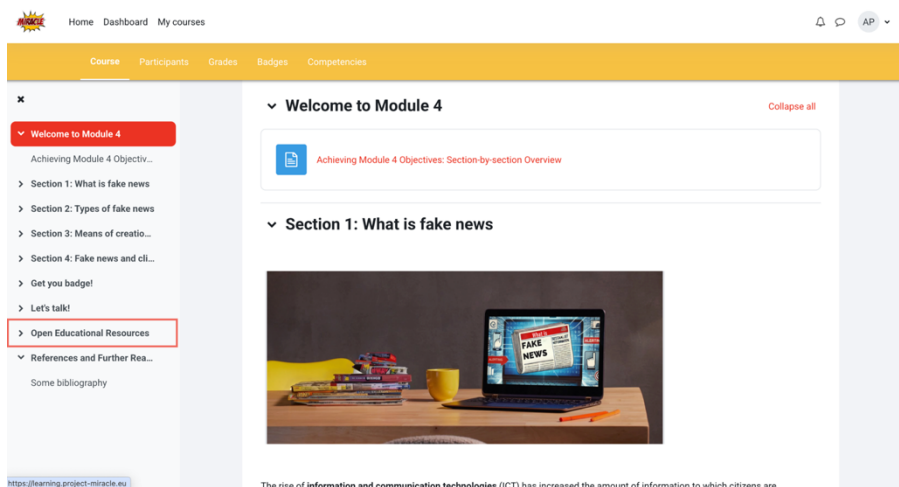 MIRACLE
Home Dashboard My courses
AP
Course Participants Grades Badges Competencies
Welcome to Module 4
Achieving Module 4 Objectiv...
Section 1: What is fake news
Section 2: Types of fake news
Section 3: Means of creatio...
Section 4: Fake news and cli...
Get you badge!
Let's talk!
Open Educational Resources
References and Further Rea...
Some bibliography
https://learning.project-miracle.eu
Welcome to Module 4
Collapse all
Achieving Module 4 Objectives: Section-by-section Overview
Section 1: What is fake news
FAKE
NEWS
The rise of information and communication technologies (ICT) has increased the amount of information to which citizens are